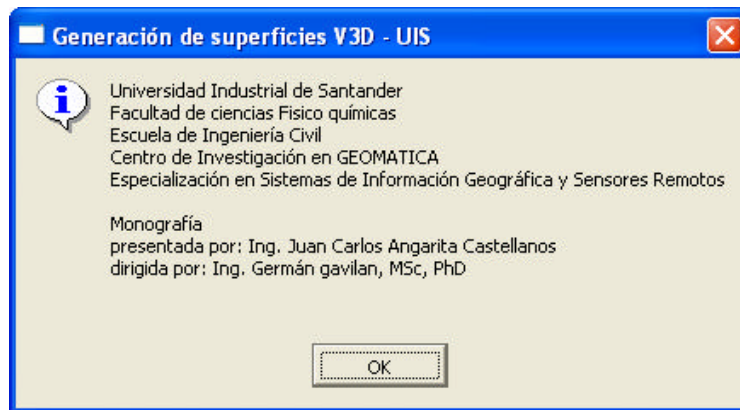 Generación de superficies V3D - UIS
Universidad Industrial de Santander
Facultad de ciencias Fisico químicas
Escuela de Ingeniería Civil
Centro de Investigación en GEOMATICA
Especialización en Sistemas de Información Geográfica y Sensores Remotos
Monografía
presentada por: Ing. Juan Carlos Angarita Castellanos
dirigida por: Ing. Germán gavilan, MSc, PhD
OK